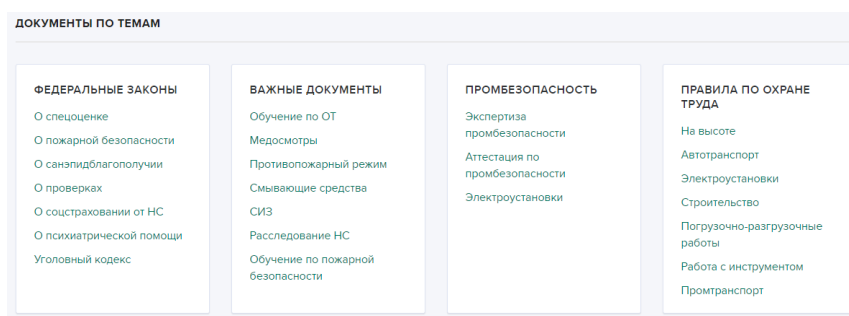 ДОКУМЕНТЫ ПО ТЕМАМ
ФЕДЕРАЛЬНЫЕ ЗАКОНЫ
О спецоценке
О пожарной безопасности
О санэпидблагополучии
О проверках
О соцстраховании от НС
О психиатрической помощи
Уголовный кодекс
ВАЖНЫЕ ДОКУМЕНТЫ
Обучение по ОТ
Медосмотры
Противопожарный режим
Смывающие средства
СИЗ
Расследование НС
Обучение по пожарной
безопасности
ПРОМБЕЗОПАСНОСТЬ
Экспертиза
промбезопасности
Аттестация по
промбезопасности
Электроустановки
ПРАВИЛА ПО ОХРАНЕ
ТРУДА
На высоте
Автотранспорт
Электроустановки
Строительство
Погрузочно-разгрузочные
работы
Работа с инструментом
Промтранспорт